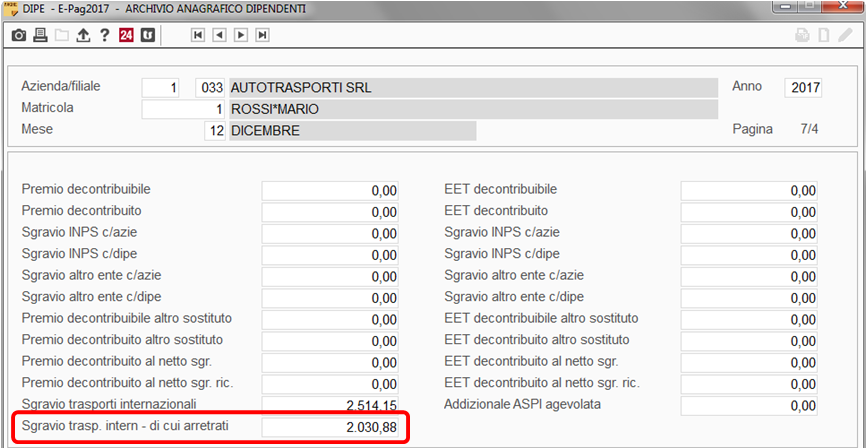 DIPE - E-Pag2017 - ARCHIVIO ANAGRAFICO DIPENDENTI
24
Azienda/filiale 1 033 AUTOTRASPORTI SRL Anno 2017
Matricola 1 ROSSI*MARIO
Mese 12 DICEMBRE Pagina 7/4
Premio decontribuibile 0,00 EET decontribuibile 0,00
Premio decontribuito 0,00 EET decontribuito 0,00
Sgravio INPS c/azie 0,00 Sgravio INPS c/azie 0,00
Sgravio INPS c/dipe 0,00 Sgravio INPS c/dipe 0,00
Sgravio altro ente c/azie 0,00 Sgravio altro ente c/azie 0,00
Sgravio altro ente c/dipe 0,00 Sgravio altro ente c/dipe 0,00
Premio decontribuibile altro sostituto 0,00 EET decontribuibile altro sostituto 0,00
Premio decontribuito altro sostituto 0,00 EET decontribuito altro sostituto 0,00
Premio decontribuito al netto sgr. 0,00 EET decontribuito al netto sgr. 0,00
Premio decontribuito al netto sgr. ric. 0,00 EET decontribuito al netto sgr. ric. 0,00
Sgravio trasporti internazionali 2.514,15 Addizionale ASPI agevolata 0,00
Sgravio trasp. intern - di cui arretrati 2.030,88